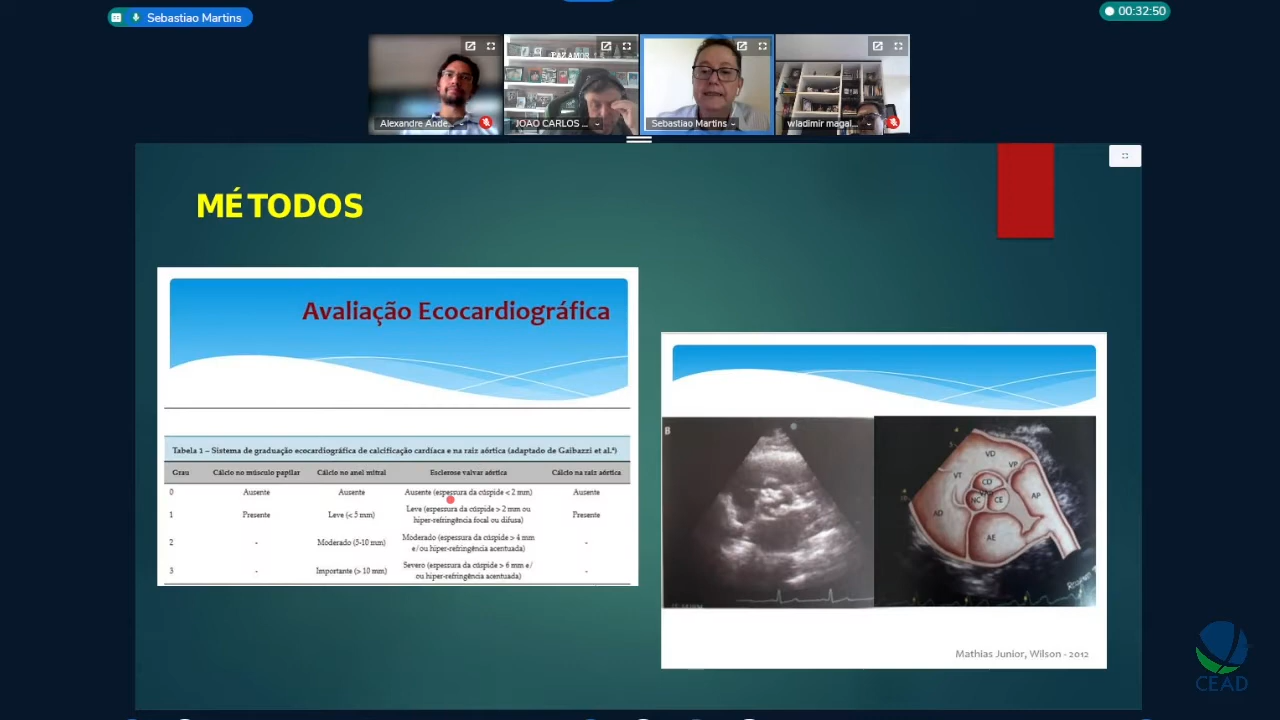 Sebastiao Martins
00:32:50
Alexandre Ande...
JOAO CARLOS ...
Sebastiao Martins
wladimir magal...
MÉTODOS
Avaliação Ecocardiográfica
Tabela 1 – Sistema de graduação ecocardiográfica de calcificação cardíaca e na raiz aórtica (adaptado de Gaibazzi et al.⁶)
Grau Cálcio no músculo papilar Cálcio no anel mitral Esclerose valvar aórtica Cálcio na raiz aórtica
0 Ausente Ausente Ausente (espessura da cúspide < 2 mm) Ausente
1 Presente Leve (< 5 mm) Leve (espessura da cúspide > 2 mm ou
hiper-refringência focal ou difusa) Presente
2 - Moderado (5-10 mm) Moderado (espessura da cúspide > 4 mm
e/ou hiper-refringência acentuada) -
3 - Importante (> 10 mm) Severo (espessura da cúspide > 6 mm e/
ou hiper-refringência acentuada) -
B
VD
VT
VP
CD
NC
CE
AP
AD
AE
Mathias Junior, Wilson - 2012
CEAD